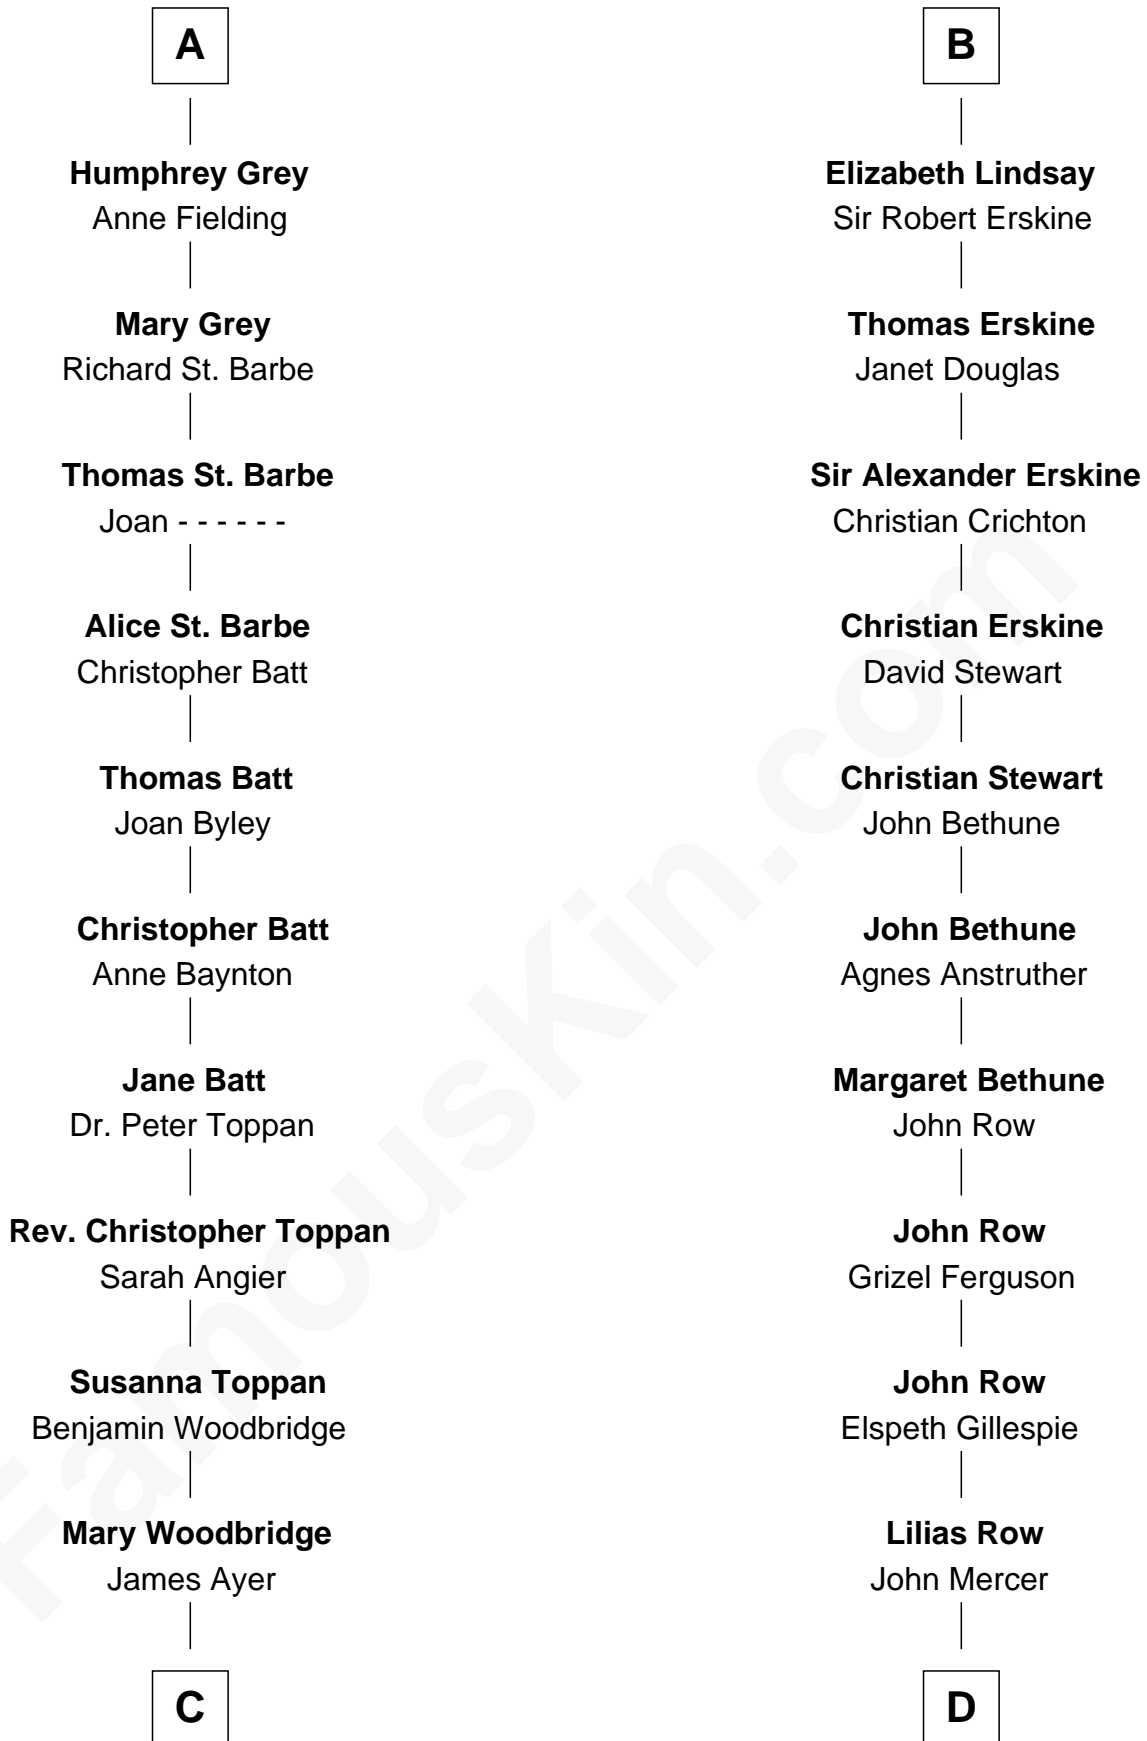 A
Humphrey Grey
Anne Fielding
Mary Grey
Richard St. Barbe
Thomas St. Barbe
Joan - - - - - -
Alice St. Barbe
Christopher Batt
Thomas Batt
Joan Byley
Christopher Batt
Anne Baynton
Jane Batt
Dr. Peter Toppan
Rev. Christopher Toppan
Sarah Angier
Susanna Toppan
Benjamin Woodbridge
Mary Woodbridge
James Ayer
C
B
Elizabeth Lindsay
Sir Robert Erskine
Thomas Erskine
Janet Douglas
Sir Alexander Erskine
Christian Crichton
Christian Erskine
David Stewart
Christian Stewart
John Bethune
John Bethune
Agnes Anstruther
Margaret Bethune
John Row
John Row
Grizel Ferguson
John Row
Elspeth Gillespie
Lilias Row
John Mercer
D
FamousKin.com